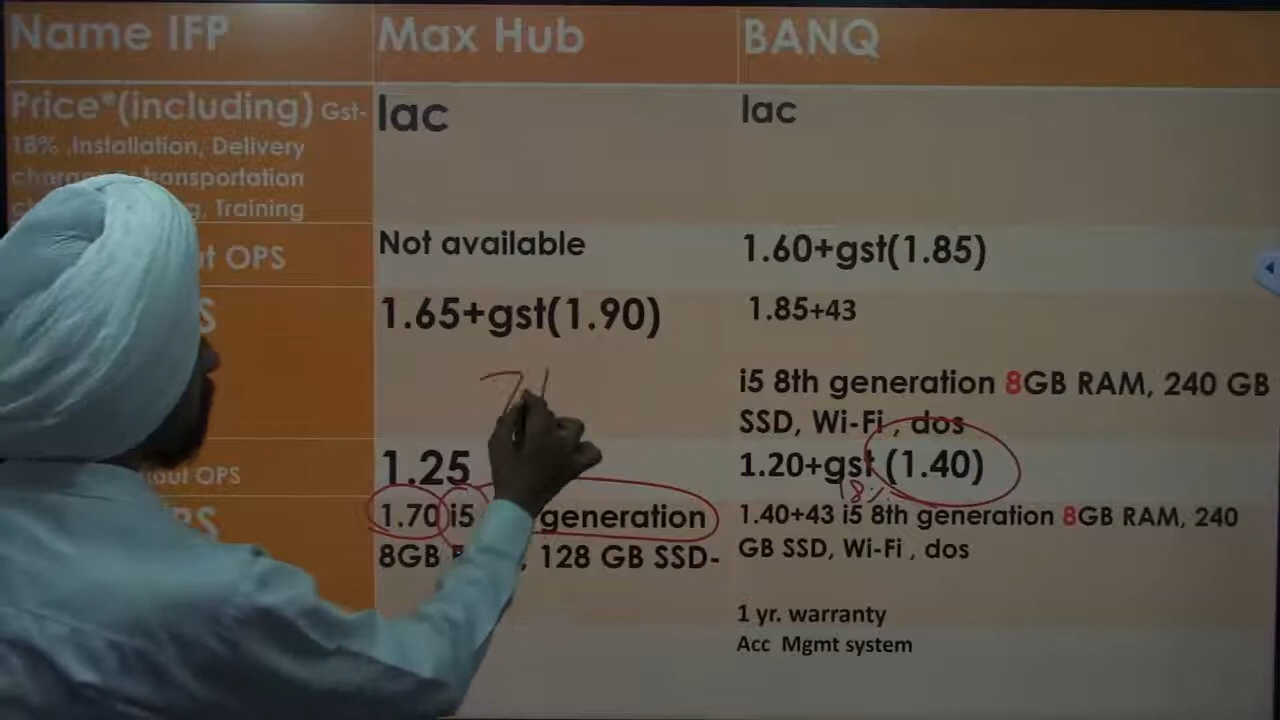 Name IFP Max Hub BANQ
Price*(including) Gst- lac lac
18% ,Installation, Delivery
transportation
Training
Not available 1.60+gst(1.85)
OPS
1.65+gst(1.90) 1.85+43
7
i5 8th generation 8GB RAM, 240 GB
SSD, Wi-Fi , dos
OPS 1.25 1.20+gst (1.40)
18%
1.70 i5 generation 1.40+43 i5 8th generation 8GB RAM, 240
GB SSD, Wi-Fi , dos
8GB , 128 GB SSD-
1 yr. warranty
Acc Mgmt system